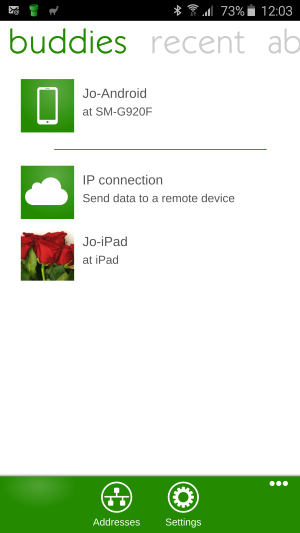 73% 12:03
buddies recent ab
Jo-Android
at SM-G920F
IP connection
Send data to a remote device
Jo-iPad
at iPad
Addresses Settings